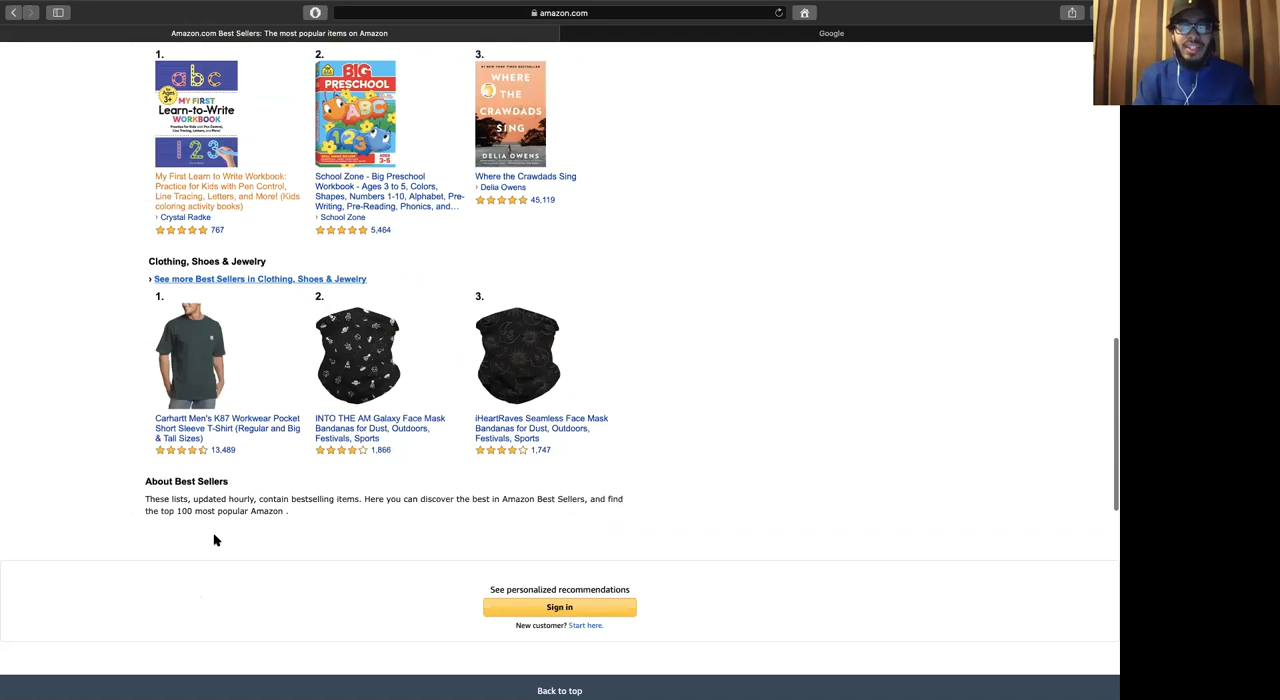 amazon.com
Amazon.com Best Sellers: The most popular items on Amazon
Google
1.
2.
3.
abc
for Ages 3+
MY FIRST
Learn-to-Write
WORKBOOK
Practice for Kids with Pen Control,
Line Tracing, Letters, and More!
123
BIG
PRESCHOOL
ABC
123
AGES
3-5
WHERE
THE
CRAWDADS
SING
DELIA OWENS
My First Learn to Write Workbook:
Practice for Kids with Pen Control,
Line Tracing, Letters, and More! (Kids
coloring activity books)
› Crystal Radke
767
School Zone - Big Preschool
Workbook - Ages 3 to 5, Colors,
Shapes, Numbers 1-10, Alphabet, Pre-
Writing, Pre-Reading, Phonics, and…
› School Zone
5,464
Where the Crawdads Sing
› Delia Owens
45,119
Clothing, Shoes & Jewelry
› See more Best Sellers in Clothing, Shoes & Jewelry
1.
2.
3.
Carhartt Men's K87 Workwear Pocket
Short Sleeve T-Shirt (Regular and Big
& Tall Sizes)
13,489
INTO THE AM Galaxy Face Mask
Bandanas for Dust, Outdoors,
Festivals, Sports
1,866
iHeartRaves Seamless Face Mask
Bandanas for Dust, Outdoors,
Festivals, Sports
1,747
About Best Sellers
These lists, updated hourly, contain bestselling items. Here you can discover the best in Amazon Best Sellers, and find
the top 100 most popular Amazon .
See personalized recommendations
Sign in
New customer? Start here.
Back to top